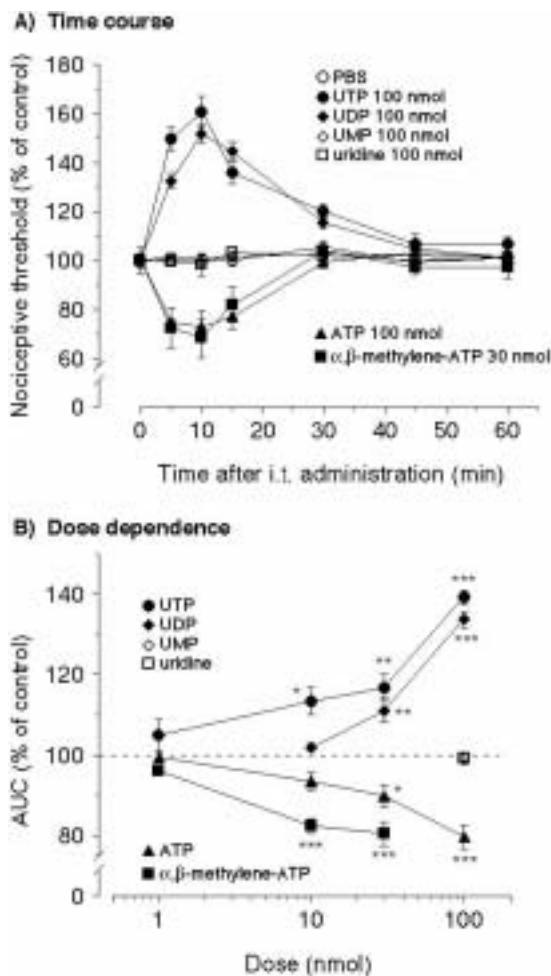 A) Time course
Nociceptive threshold (% of control)
180
160
140
120
100
80
60
0
PBS
UTP 100 nmol
UDP 100 nmol
UMP 100 nmol
uridine 100 nmol
ATP 100 nmol
α,β-methylene-ATP 30 nmol
0 10 20 30 40 50 60
Time after i.t. administration (min)
B) Dose dependence
AUC (% of control)
140
120
100
80
0
UTP
UDP
UMP
uridine
***
***
**
*
**
*
***
***
***
ATP
α,β-methylene-ATP
1 10 100
Dose (nmol)